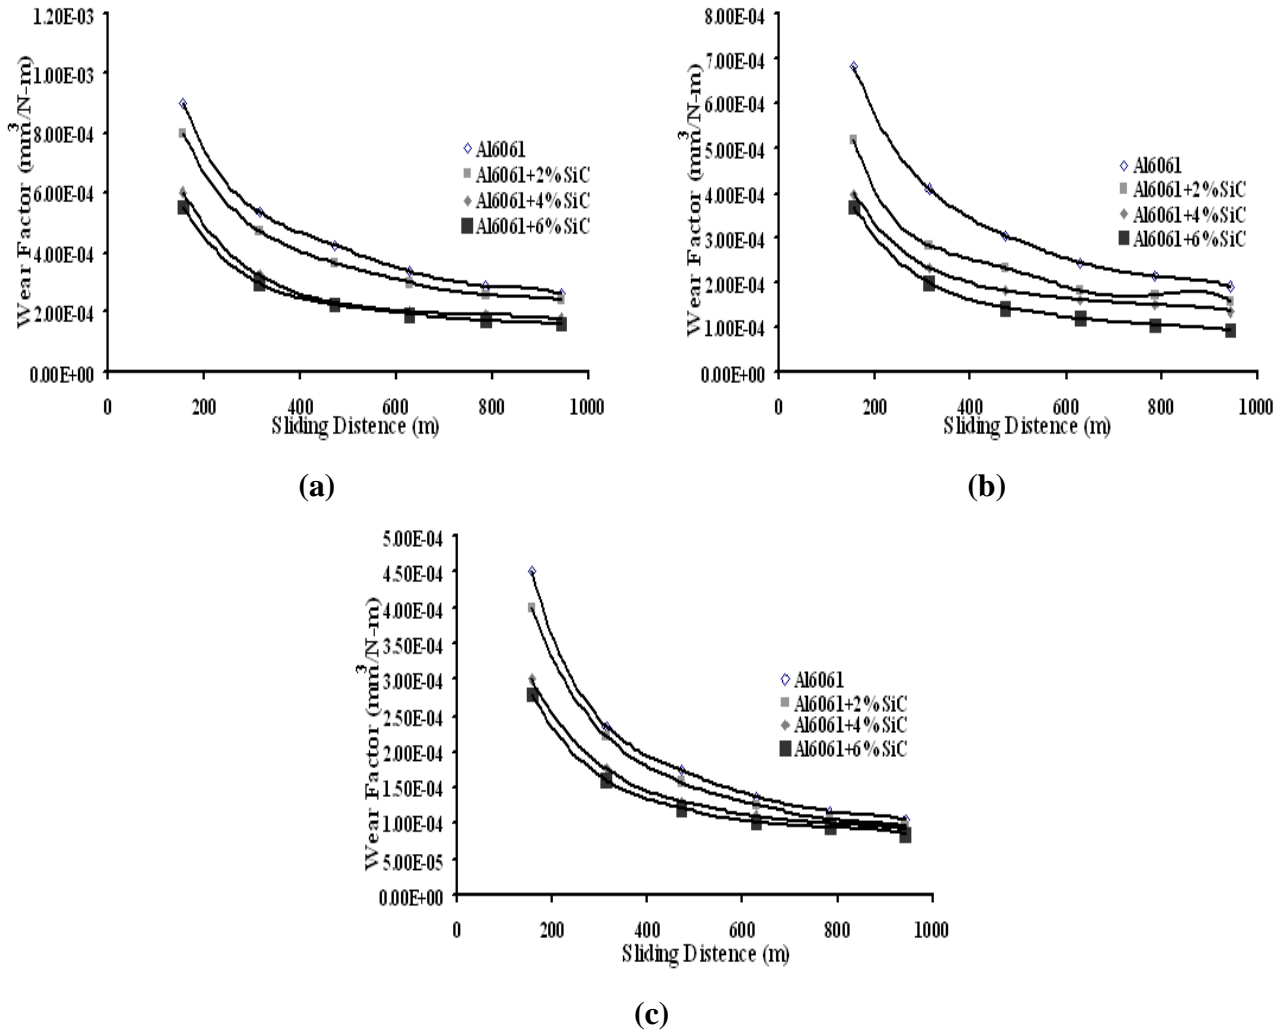 1.20E-03
1.00E-03
8.00E-04
6.00E-04
4.00E-04
2.00E-04
0.00E+00
Wear Factor (mm3/N-m)
0 200 400 600 800 1000
Sliding Distence (m)
Al6061
Al6061+2%SiC
Al6061+4%SiC
Al6061+6%SiC
(a)
8.00E-04
7.00E-04
6.00E-04
5.00E-04
4.00E-04
3.00E-04
2.00E-04
1.00E-04
0.00E+00
Wear Factor (mm3/N-m)
0 200 400 600 800 1000
Sliding Distence (m)
Al6061
Al6061+2%SiC
Al6061+4%SiC
Al6061+6%SiC
(b)
5.00E-04
4.50E-04
4.00E-04
3.50E-04
3.00E-04
2.50E-04
2.00E-04
1.50E-04
1.00E-04
5.00E-05
0.00E+00
Wear Factor (mm3/N-m)
0 200 400 600 800 1000
Sliding Distence (m)
Al6061
Al6061+2%SiC
Al6061+4%SiC
Al6061+6%SiC
(c)